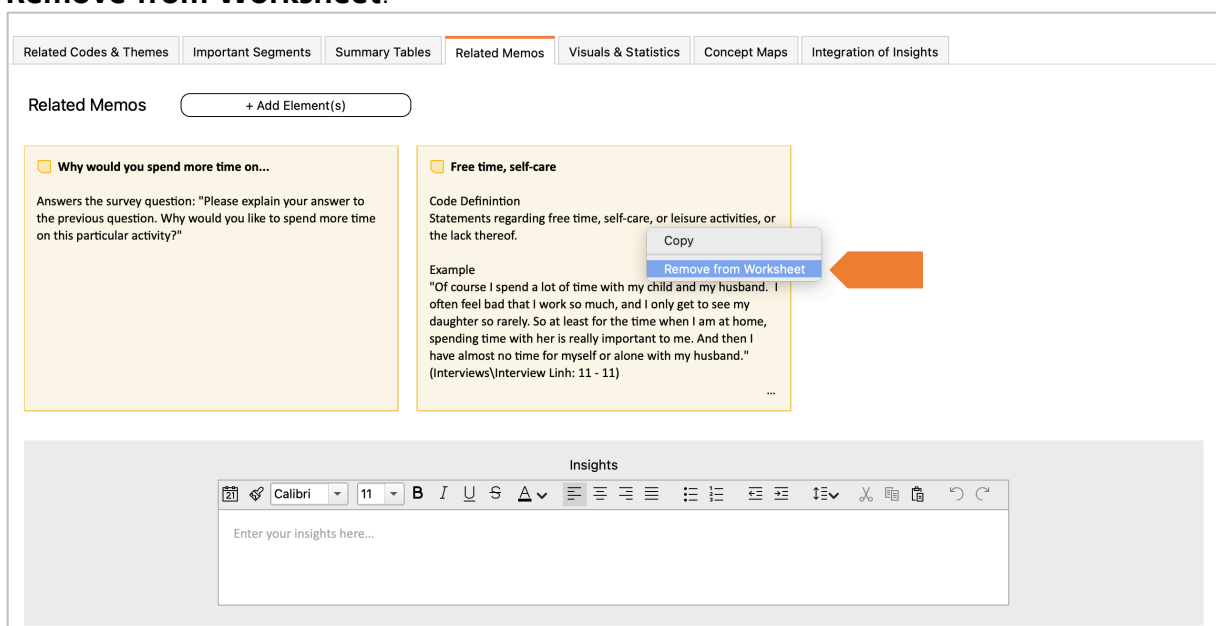 Remove from Worksheet.
Related Codes & Themes Important Segments Summary Tables Related Memos Visuals & Statistics Concept Maps Integration of Insights
Related Memos + Add Element(s)
Why would you spend more time on...
Answers the survey question: "Please explain your answer to
the previous question. Why would you like to spend more time
on this particular activity?"
Free time, self-care
Code Definintion
Statements regarding free time, self-care, or leisure activities, or
the lack thereof.
Example
"Of course I spend a lot of time with my child and my husband. I
often feel bad that I work so much, and I only get to see my
daughter so rarely. So at least for the time when I am at home,
spending time with her is really important to me. And then I
have almost no time for myself or alone with my husband."
(Interviews\Interview Linh: 11 - 11)
...
Copy
Remove from Worksheet
Insights
21 Calibri 11 B I U S A
Enter your insights here...